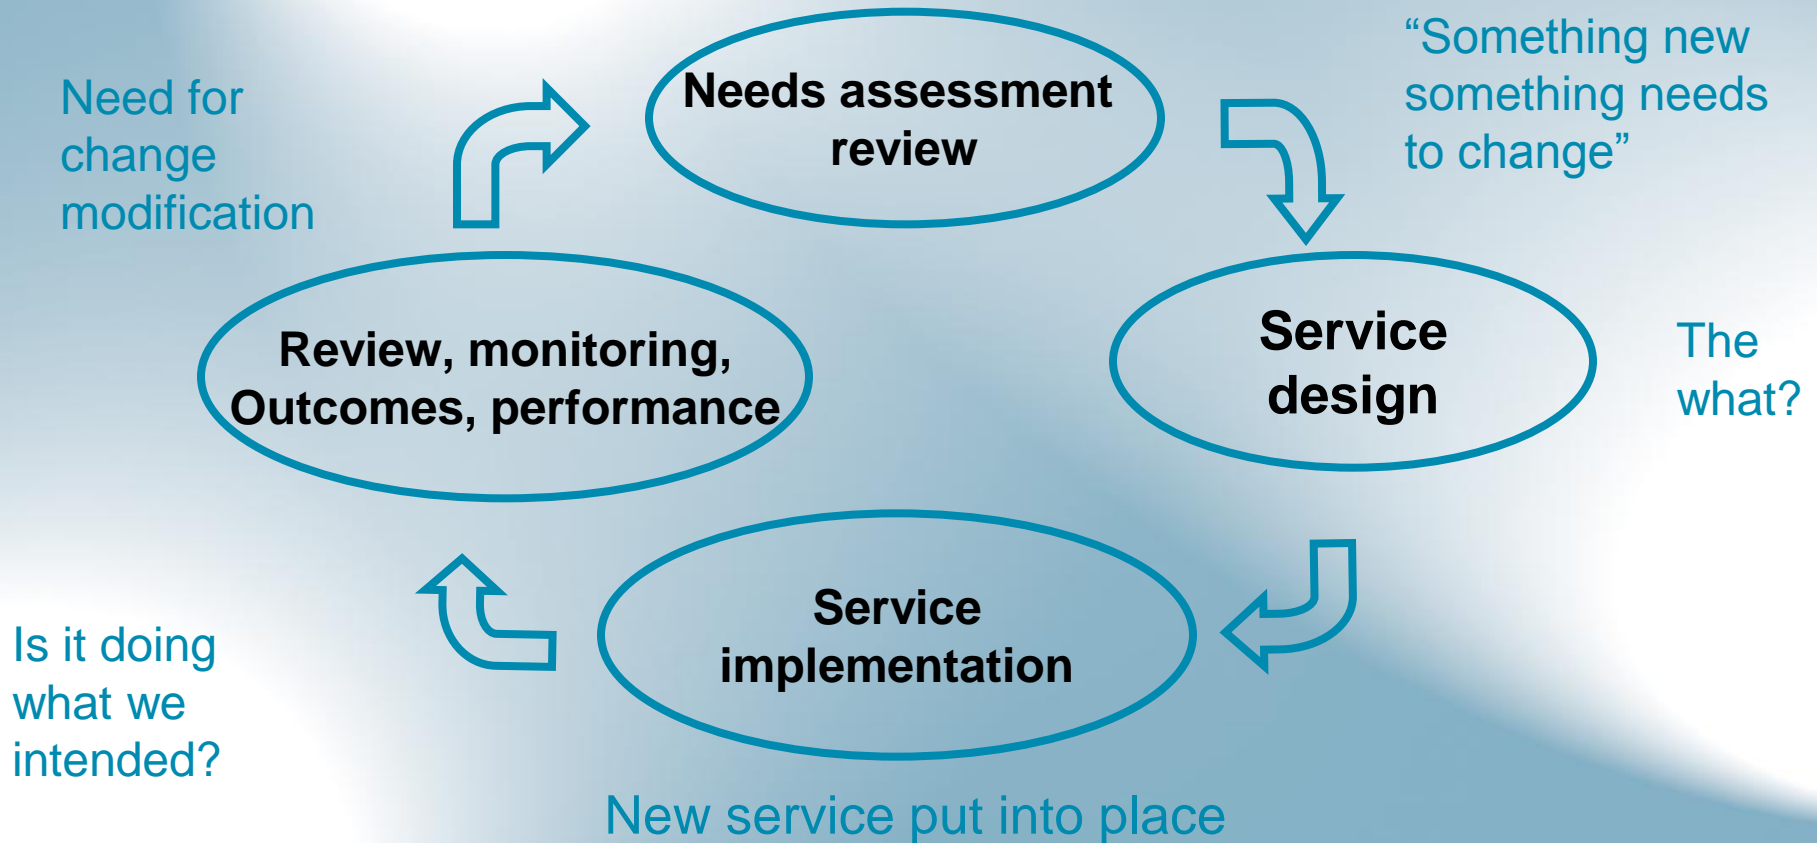 Needs assessment
review
“Something new
something needs
to change”
Service
design
The
what?
Service
implementation
New service put into place
Review, monitoring,
Outcomes, performance
Is it doing
what we
intended?
Need for
change
modification